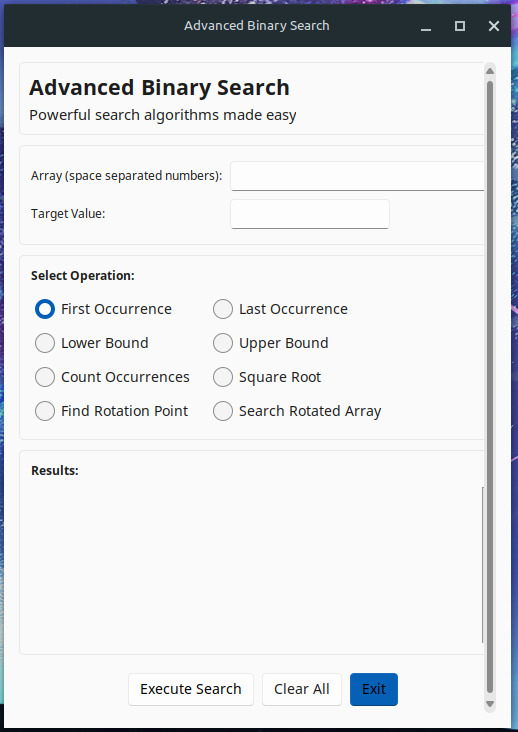 Advanced Binary Search
Advanced Binary Search
Powerful search algorithms made easy
Array (space separated numbers):
Target Value:
Select Operation:
First Occurrence Last Occurrence
Lower Bound Upper Bound
Count Occurrences Square Root
Find Rotation Point Search Rotated Array
Results:
Execute Search Clear All Exit